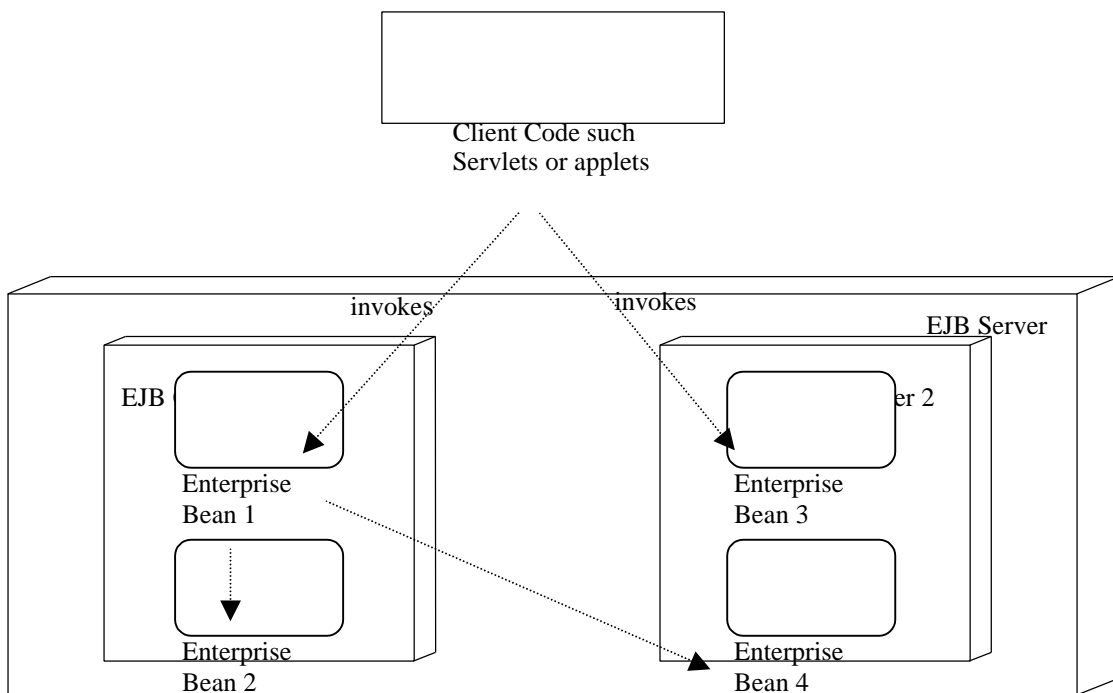 Client Code such
Servlets or applets
invokes
invokes
EJB Server
EJB
er 2
Enterprise
Bean 1
Enterprise
Bean 3
Enterprise
Bean 2
Enterprise
Bean 4